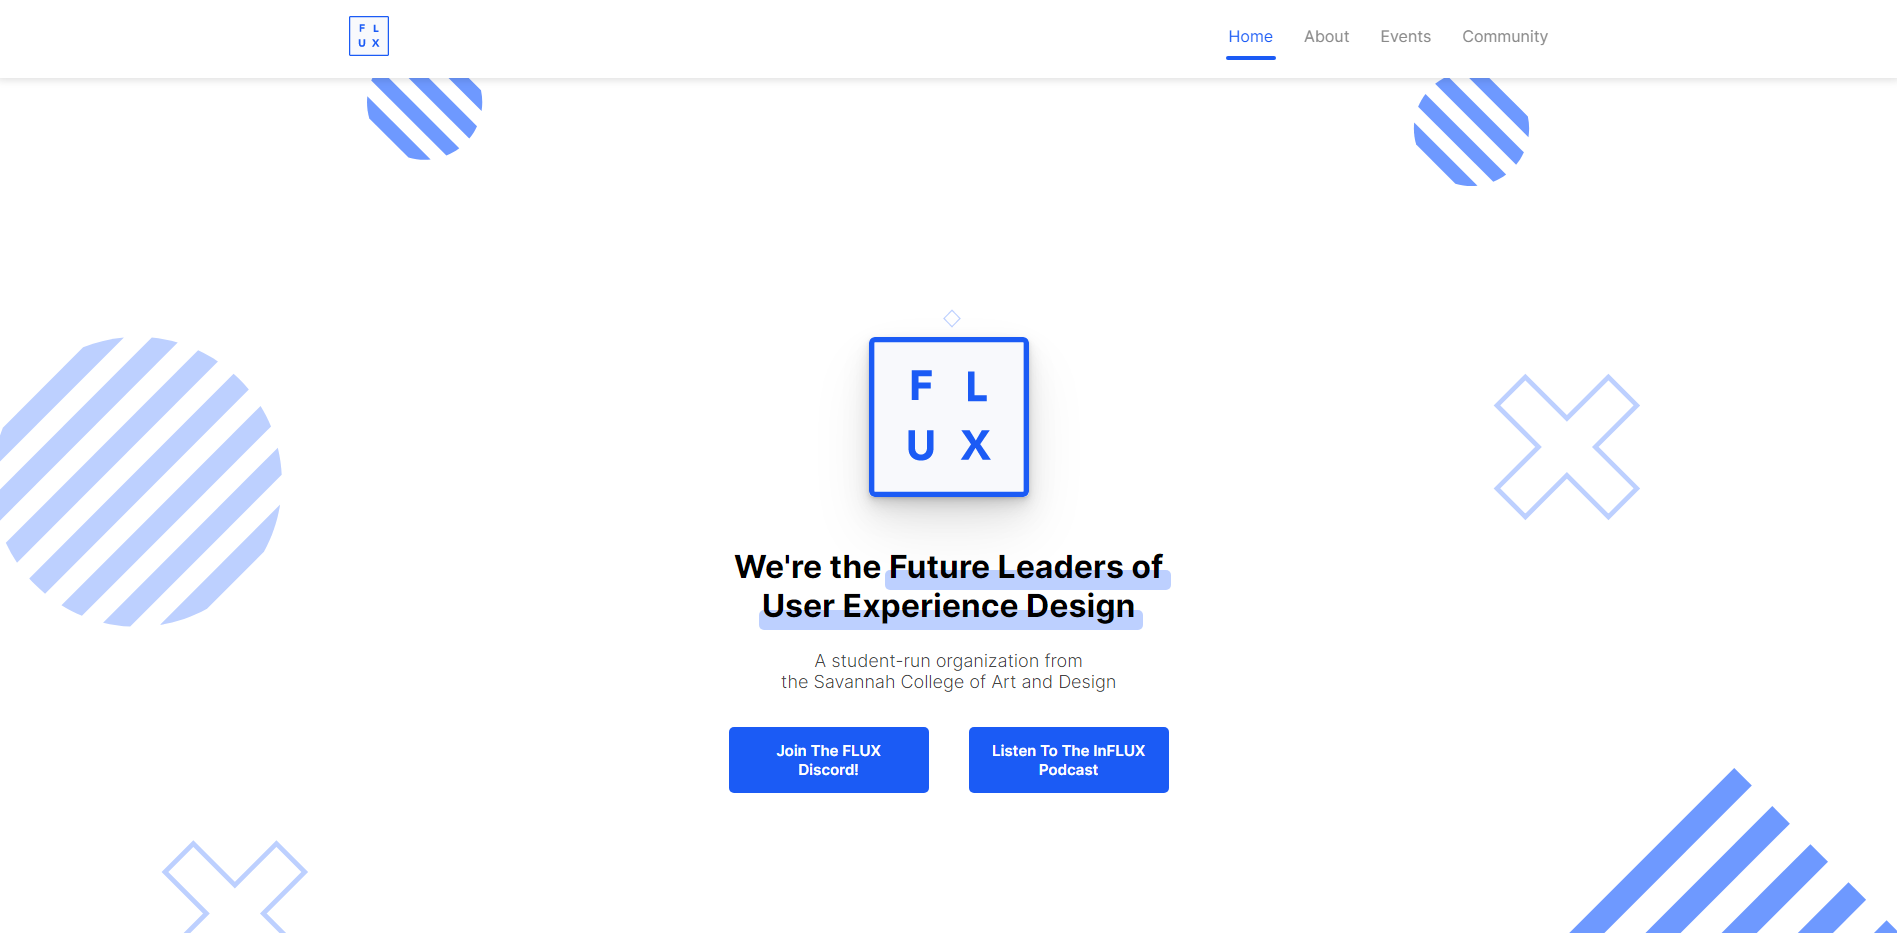 F L
U X
Home About Events Community
F L
U X
We're the Future Leaders of
User Experience Design
A student-run organization from
the Savannah College of Art and Design
Join The FLUX
Discord!
Listen To The InFLUX
Podcast